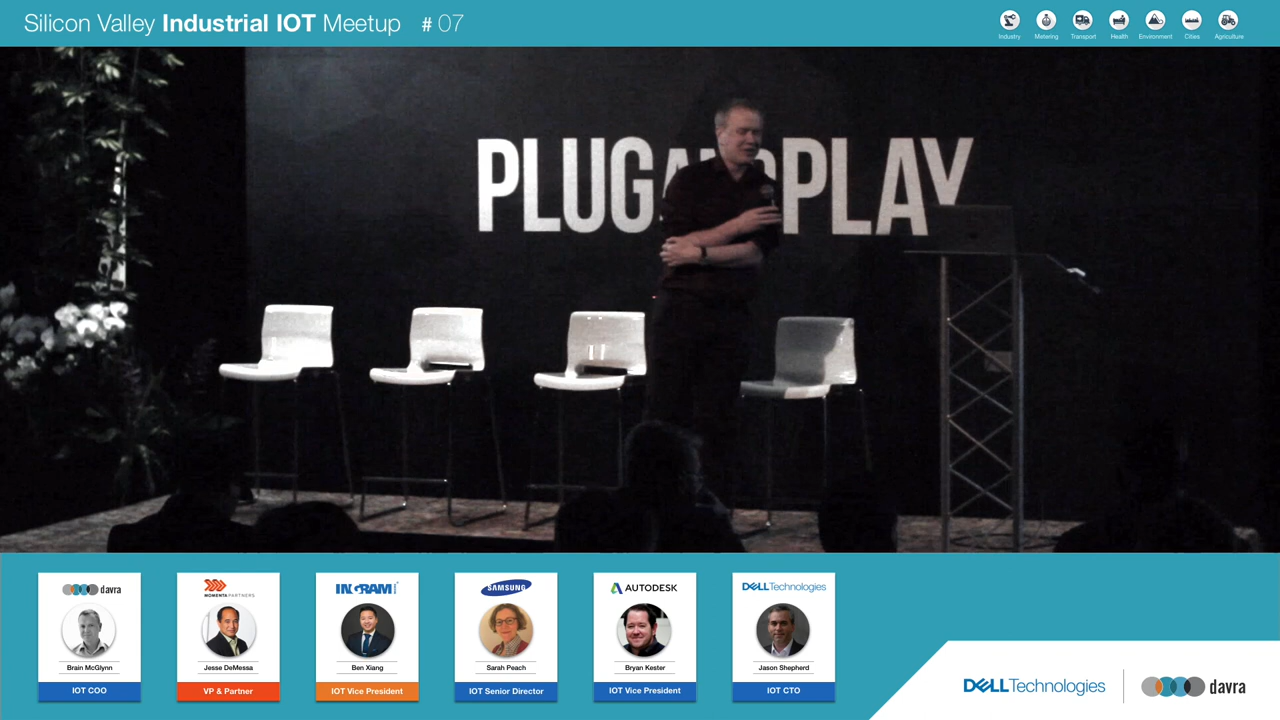 Silicon Valley Industrial IOT Meetup # 07
Industry Metering Transport Health Environment Cities Agriculture
PLUGANDPLAY
davra
MOMENTA PARTNERS
INGRAM
SAMSUNG
AUTODESK
DELL Technologies
Brain McGlynn
Jesse DeMessa
Ben Xiang
Sarah Peach
Bryan Kester
Jason Shepherd
IOT COO
VP & Partner
IOT Vice President
IOT Senior Director
IOT Vice President
IOT CTO
DELL Technologies
davra